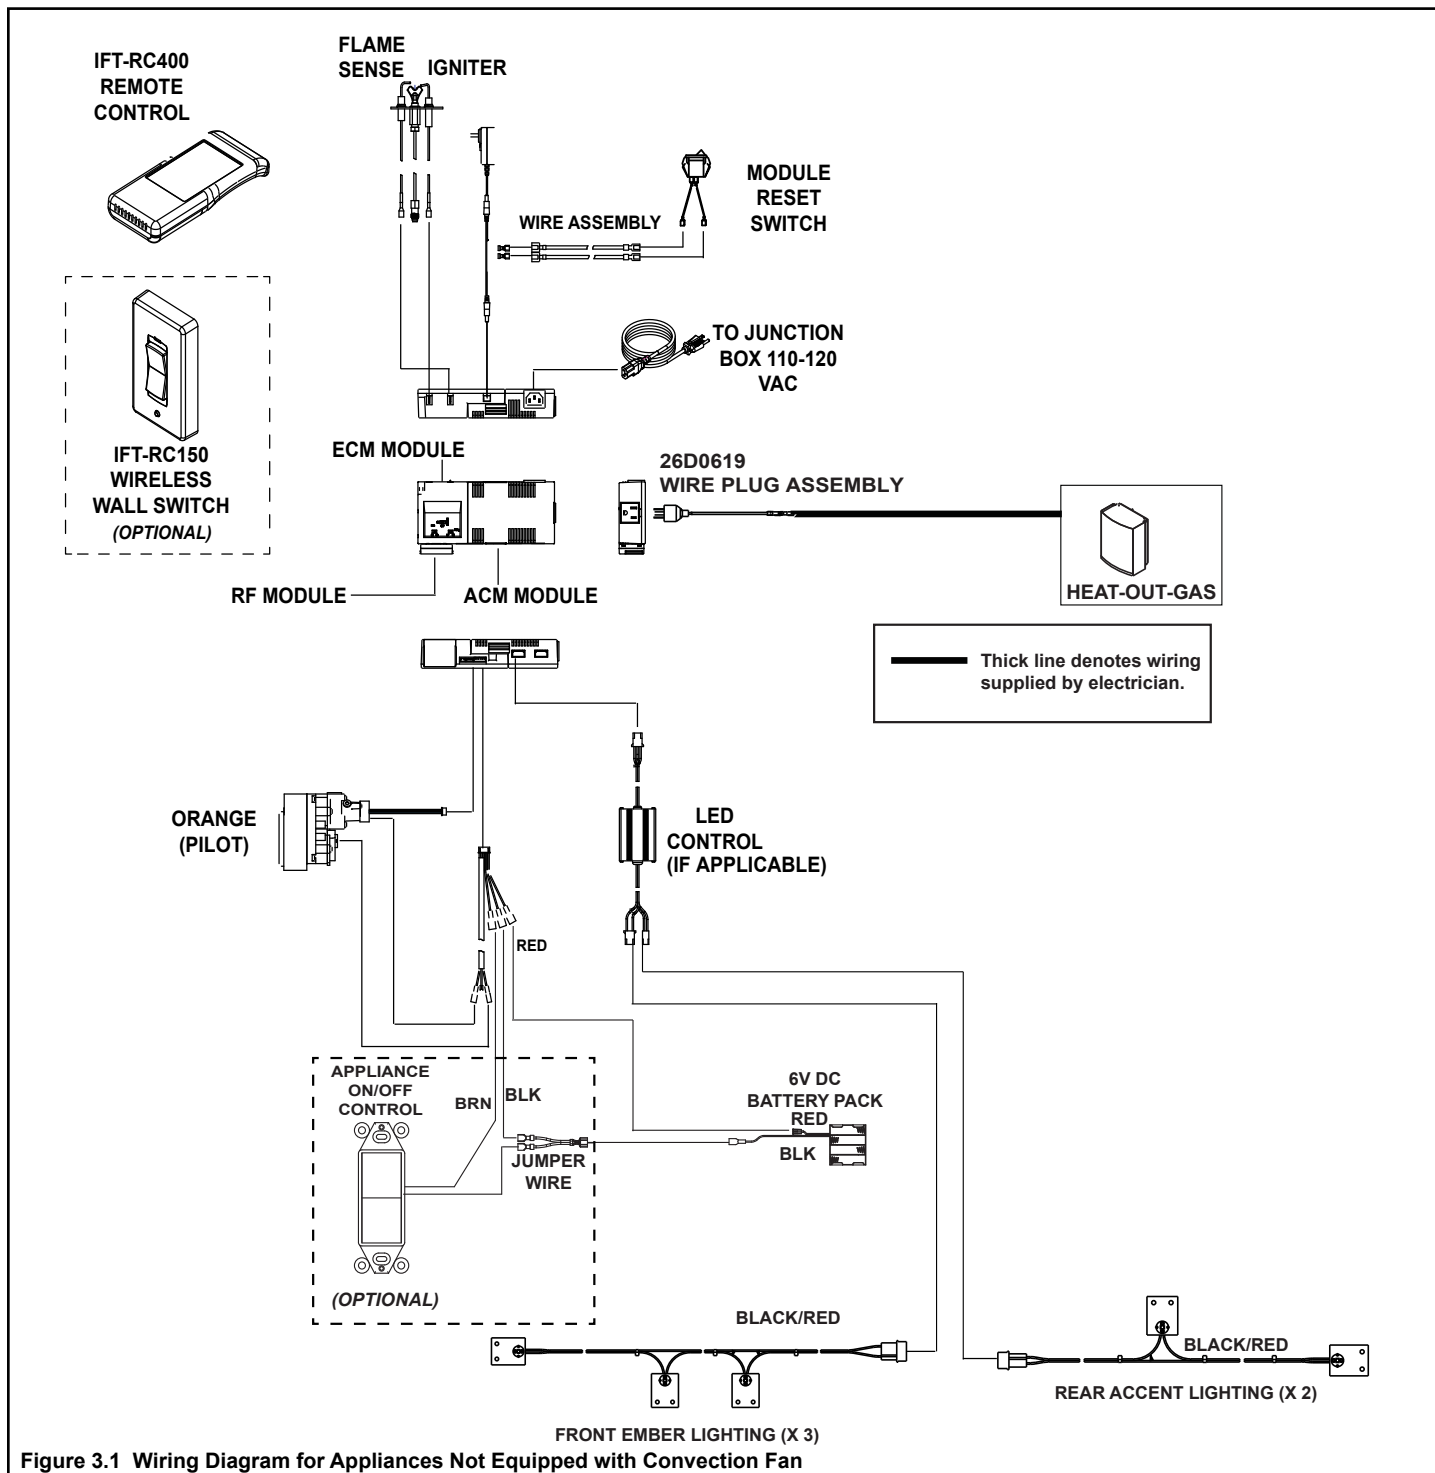 IFT-RC400
REMOTE
CONTROL
FLAME
SENSE
IGNITER
MODULE
RESET
SWITCH
WIRE ASSEMBLY
TO JUNCTION
BOX 110-120
VAC
IFT-RC150
WIRELESS
WALL SWITCH
(OPTIONAL)
ECM MODULE
26D0619
WIRE PLUG ASSEMBLY
RF MODULE
ACM MODULE
HEAT-OUT-GAS
Thick line denotes wiring
supplied by electrician.
ORANGE
(PILOT)
LED
CONTROL
(IF APPLICABLE)
RED
APPLIANCE
ON/OFF
CONTROL
BRN
BLK
JUMPER
WIRE
(OPTIONAL)
6V DC
BATTERY PACK
RED
BLK
BLACK/RED
FRONT EMBER LIGHTING (X 3)
BLACK/RED
REAR ACCENT LIGHTING (X 2)
Figure 3.1 Wiring Diagram for Appliances Not Equipped with Convection Fan